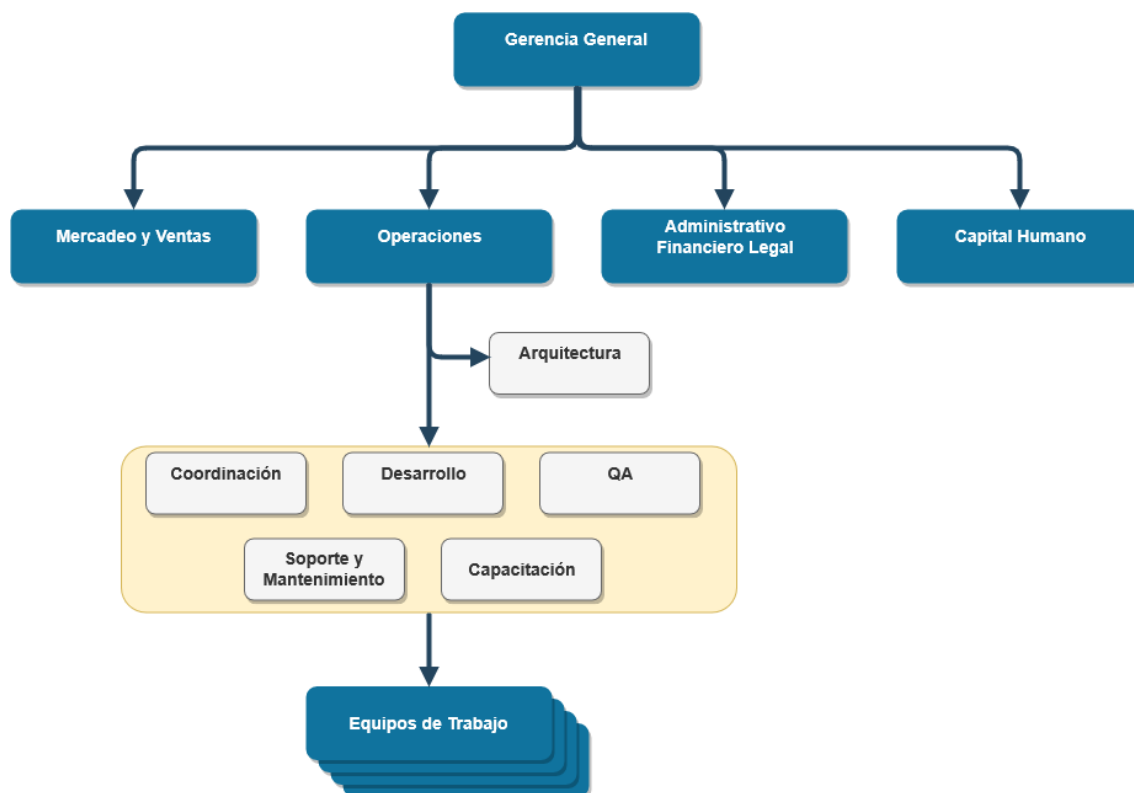 Gerencia General
Mercadeo y Ventas
Operaciones
Administrativo
Financiero Legal
Capital Humano
Arquitectura
Coordinación
Desarrollo
QA
Soporte y
Mantenimiento
Capacitación
Equipos de Trabajo